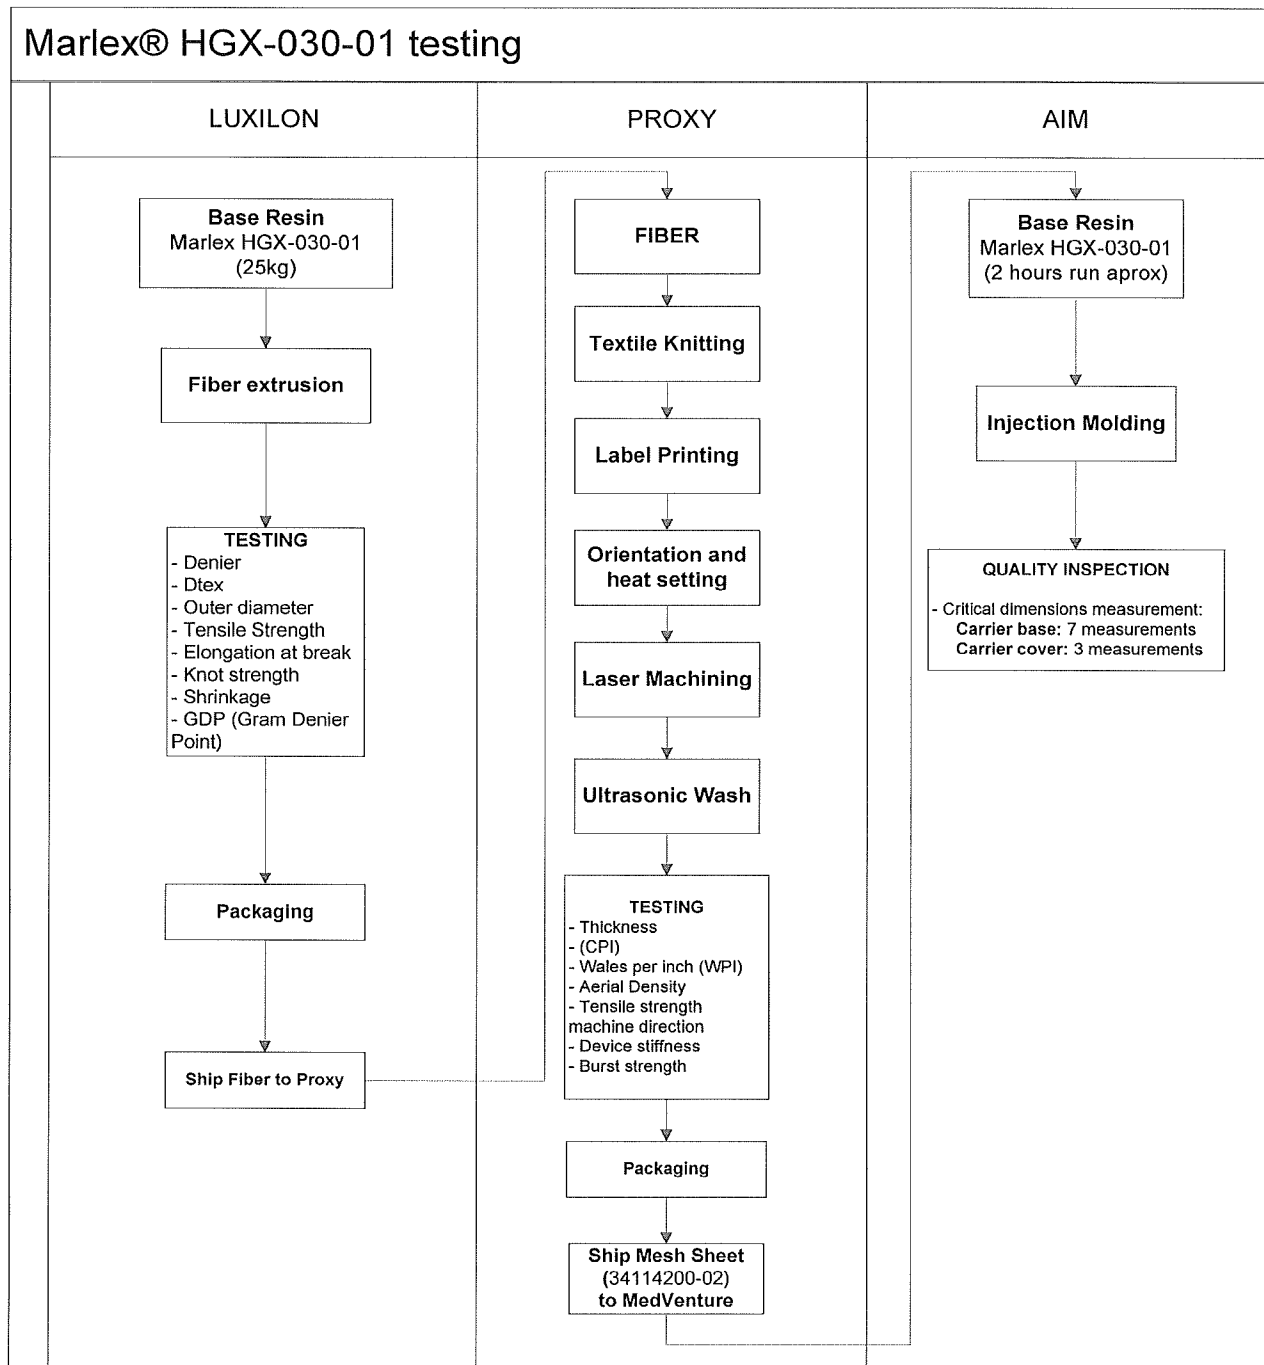 Marlex® HGX-030-01 testing
LUXILON
Base Resin
Marlex HGX-030-01
(25kg)
Fiber extrusion
TESTING
- Denier
- Dtex
- Outer diameter
- Tensile Strength
- Elongation at break
- Knot strength
- Shrinkage
- GDP (Gram Denier
Point)
Packaging
Ship Fiber to Proxy
PROXY
FIBER
Textile Knitting
Label Printing
Orientation and
heat setting
Laser Machining
Ultrasonic Wash
TESTING
- Thickness
- (CPI)
- Wales per inch (WPI)
- Aerial Density
- Tensile strength
machine direction
- Device stiffness
- Burst strength
Packaging
Ship Mesh Sheet
(34114200-02)
to MedVenture
AIM
Base Resin
Marlex HGX-030-01
(2 hours run aprox)
Injection Molding
QUALITY INSPECTION
- Critical dimensions measurement:
Carrier base: 7 measurements
Carrier cover: 3 measurements